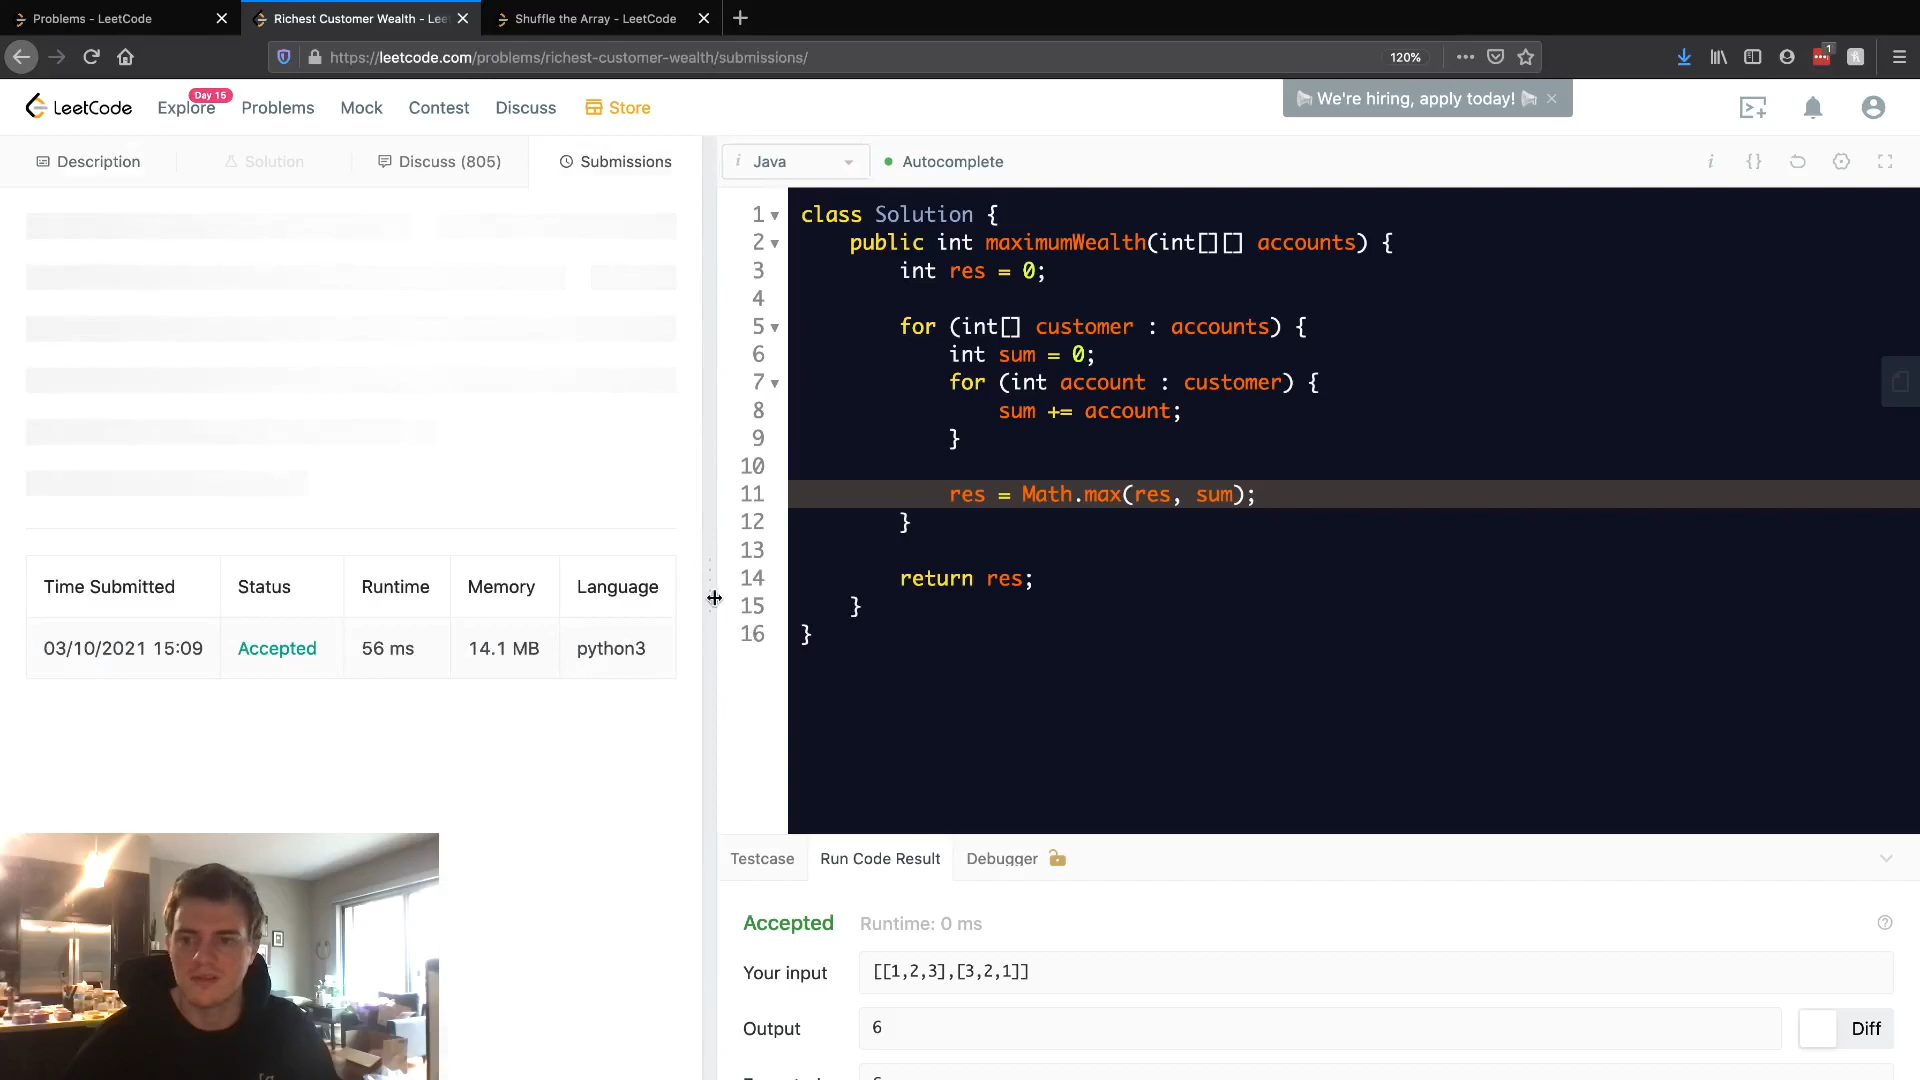 Problems - LeetCode
Richest Customer Wealth - Lee
Shuffle the Array - LeetCode
https://leetcode.com/problems/richest-customer-wealth/submissions/
120%
1
LeetCode
Explore
Day 15
Problems
Mock
Contest
Discuss
Store
We're hiring, apply today!
Description
Solution
Discuss (805)
Submissions
i Java
Autocomplete
i {}
1 class Solution {
2 public int maximumWealth(int[][] accounts) {
3 int res = 0;
4
5 for (int[] customer : accounts) {
6 int sum = 0;
7 for (int account : customer) {
8 sum += account;
9 }
10
11 res = Math.max(res, sum);
12 }
13
14 return res;
15 }
16 }
Time Submitted Status Runtime Memory Language
03/10/2021 15:09 Accepted 56 ms 14.1 MB python3
Testcase
Run Code Result
Debugger
Accepted Runtime: 0 ms
Your input [[1,2,3],[3,2,1]]
Output 6
Diff